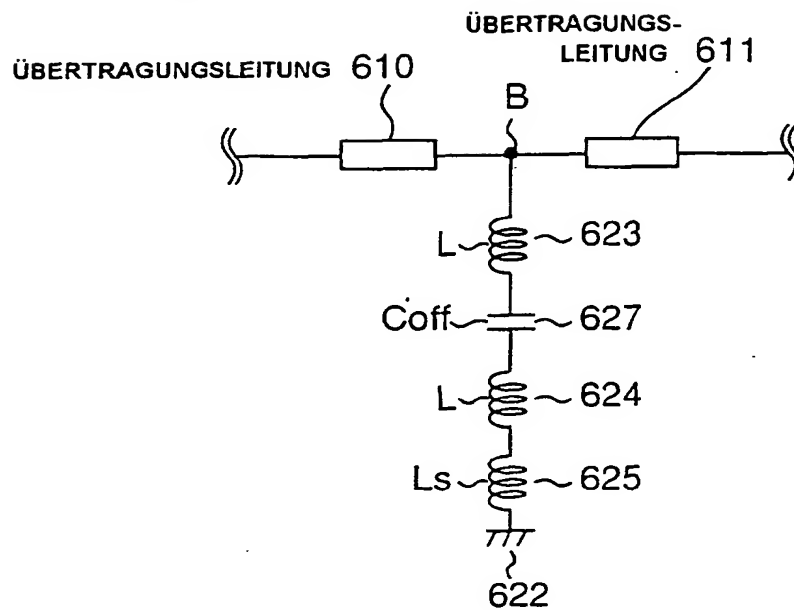 ÜBERTRAGUNGSLEITUNG 610
ÜBERTRAGUNGS-
LEITUNG 611
B
L 623
Coff 627
L 624
Ls 625
622